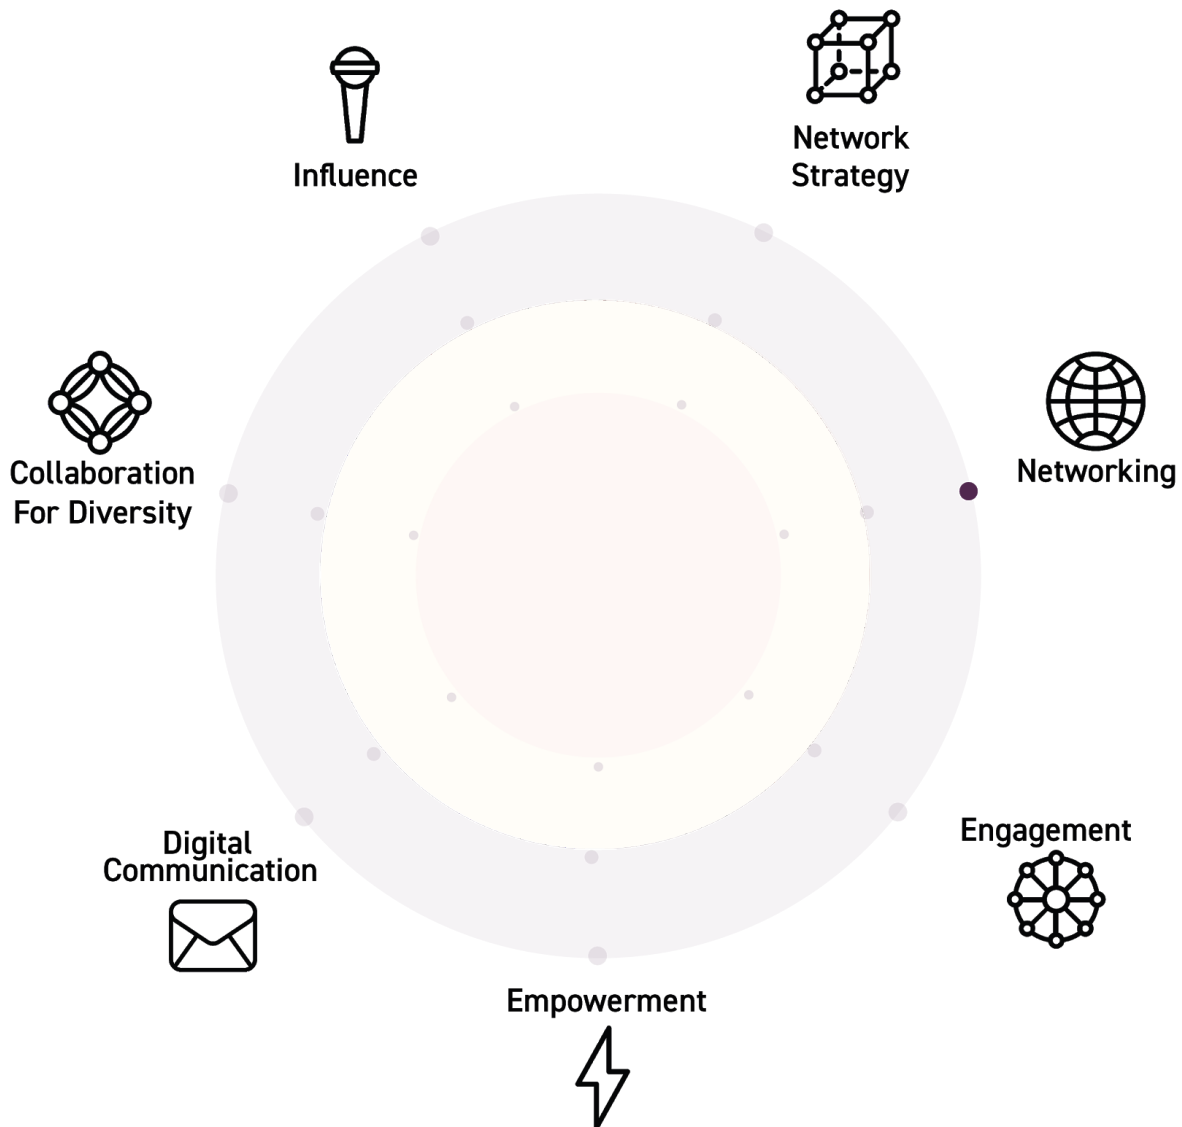 Influence
Network
Strategy
Collaboration
For Diversity
Networking
Digital
Communication
Engagement
Empowerment